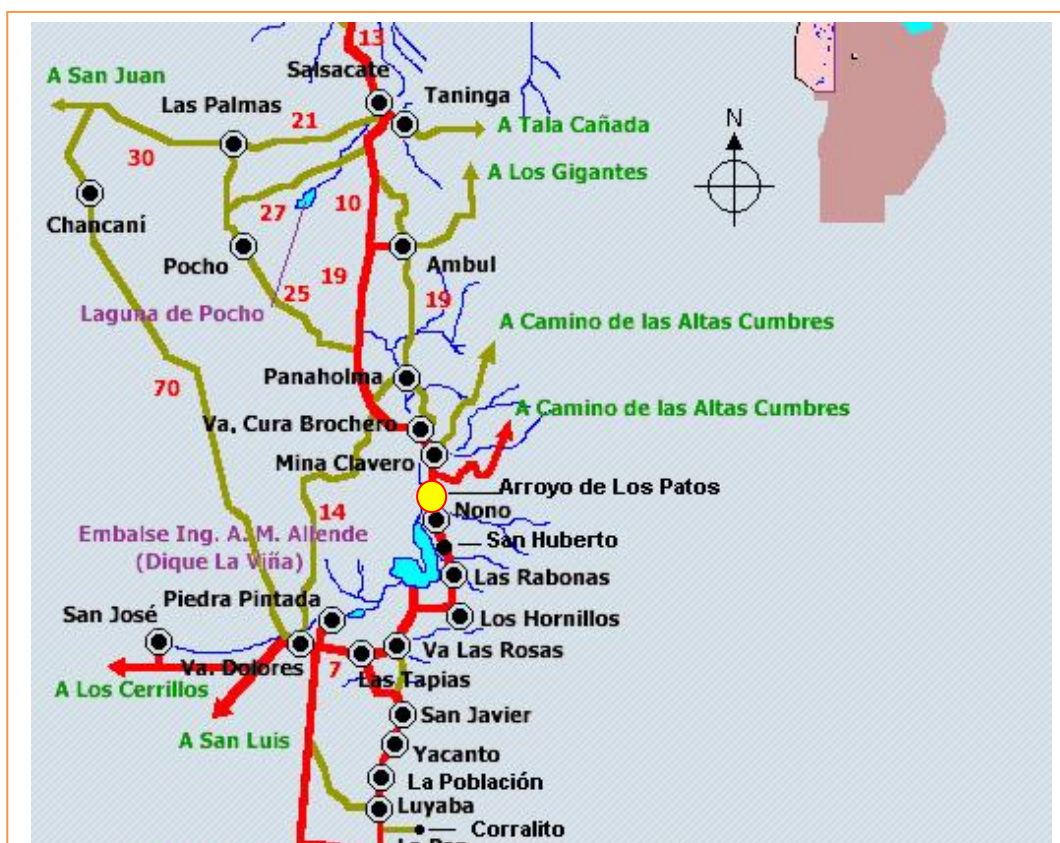 13
Salsacate
A San Juan
Las Palmas
Taninga
21
A Tala Cañada
N
30
A Los Gigantes
Chancaní
27
10
Pocho
Ambul
19
25
19
Laguna de Pocho
A Camino de las Altas Cumbres
Panaholma
70
A Camino de las Altas Cumbres
Va, Cura Brochero
Mina Clavero
Arroyo de Los Patos
14
Nono
Embalse Ing. A. M. Allende
(Dique La Viña)
San Huberto
Las Rabonas
Piedra Pintada
San José
Los Hornillos
Va Las Rosas
Va. Dolores
7
Las Tapias
A Los Cerrillos
San Javier
A San Luis
Yacanto
La Población
Luyaba
Corralito